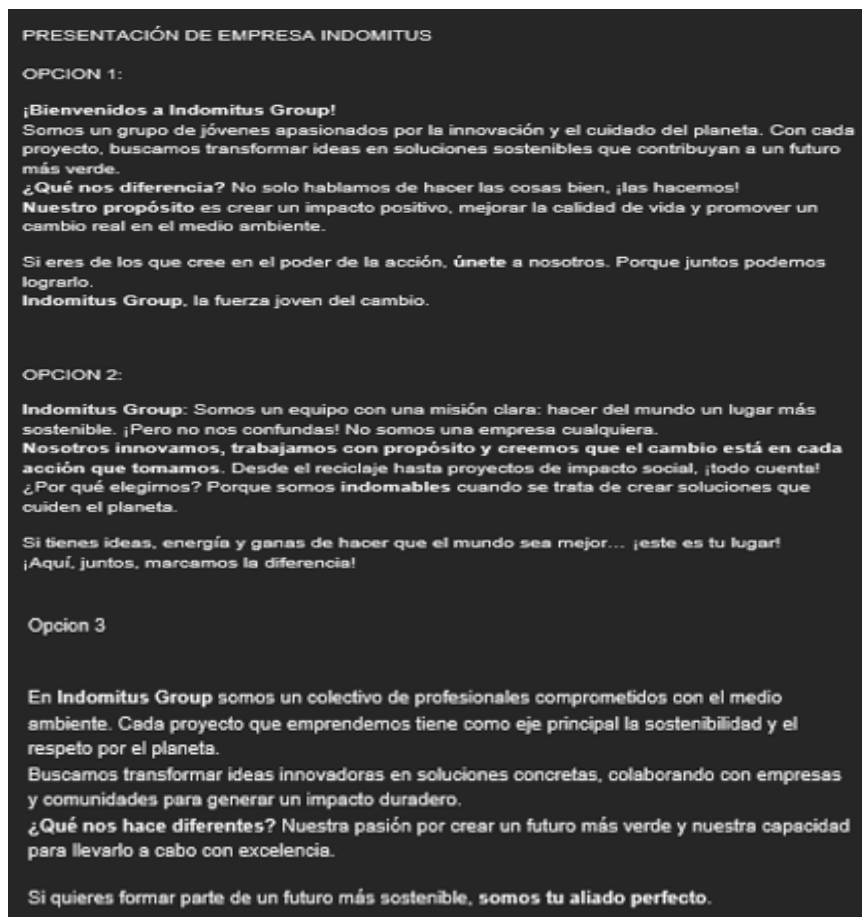 PRESENTACIÓN DE EMPRESA INDOMITUS
OPCION 1:
¡Bienvenidos a Indomitus Group!
Somos un grupo de jóvenes apasionados por la innovación y el cuidado del planeta. Con cada
proyecto, buscamos transformar ideas en soluciones sostenibles que contribuyan a un futuro
más verde.
¿Qué nos diferencia? No solo hablamos de hacer las cosas bien, ¡las hacemos!
Nuestro propósito es crear un impacto positivo, mejorar la calidad de vida y promover un
cambio real en el medio ambiente.
Si eres de los que cree en el poder de la acción, únete a nosotros. Porque juntos podemos
lograrlo.
Indomitus Group, la fuerza joven del cambio.
OPCION 2:
Indomitus Group: Somos un equipo con una misión clara: hacer del mundo un lugar más
sostenible. ¡Pero no nos confundas! No somos una empresa cualquiera.
Nosotros innovamos, trabajamos con propósito y creemos que el cambio está en cada
acción que tomamos. Desde el reciclaje hasta proyectos de impacto social, ¡todo cuenta!
¿Por qué elegirnos? Porque somos indomables cuando se trata de crear soluciones que
cuiden el planeta.
Si tienes ideas, energía y ganas de hacer que el mundo sea mejor... ¡este es tu lugar!
¡Aquí, juntos, marcamos la diferencia!
Opcion 3
En Indomitus Group somos un colectivo de profesionales comprometidos con el medio
ambiente. Cada proyecto que emprendemos tiene como eje principal la sostenibilidad y el
respeto por el planeta.
Buscamos transformar ideas innovadoras en soluciones concretas, colaborando con empresas
y comunidades para generar un impacto duradero.
¿Qué nos hace diferentes? Nuestra pasión por crear un futuro más verde y nuestra capacidad
para llevarlo a cabo con excelencia.
Si quieres formar parte de un futuro más sostenible, somos tu aliado perfecto.